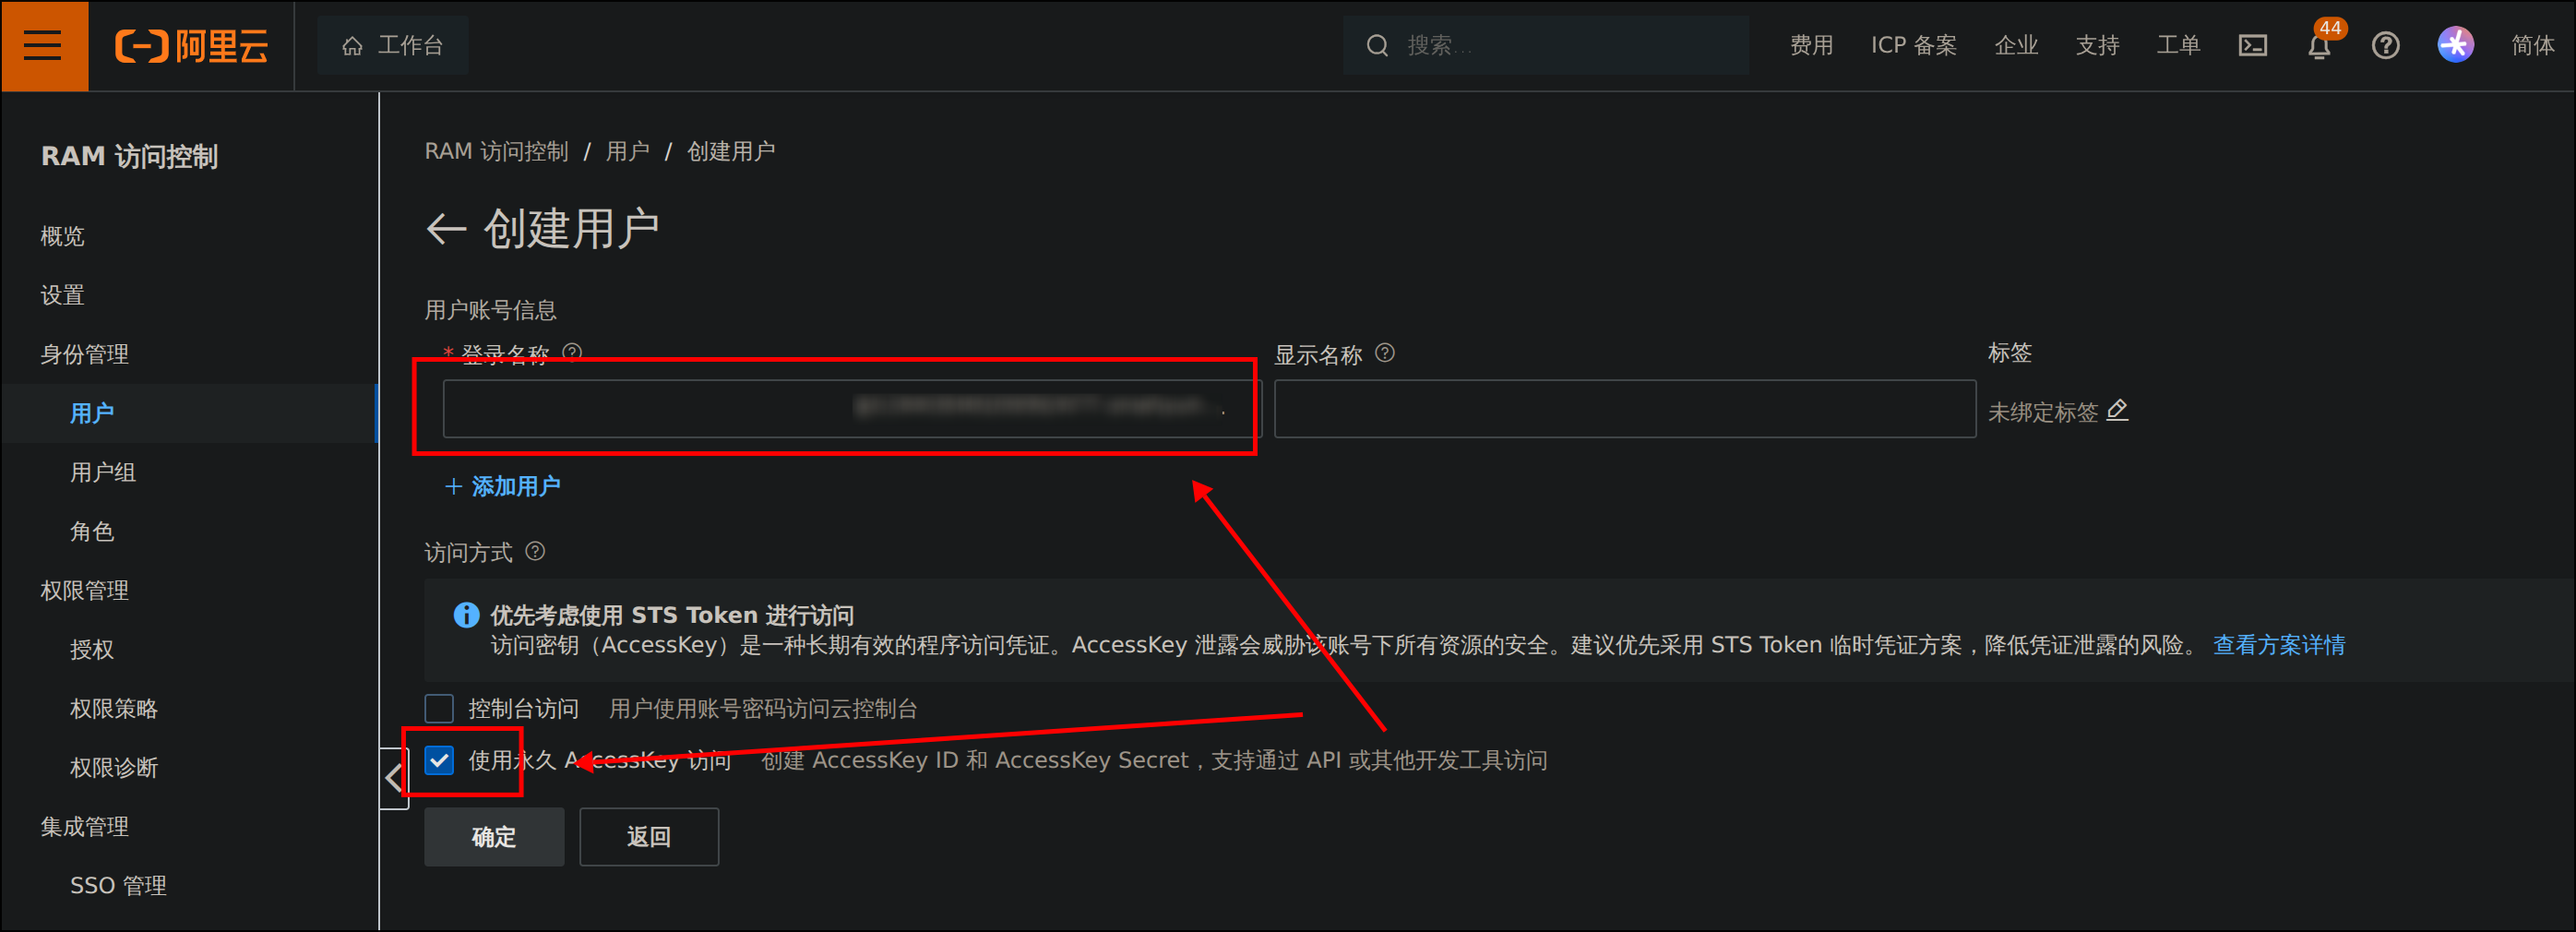 阿里云
工作台
搜索...
费用
ICP 备案
企业
支持
工单
44
简体
RAM 访问控制
概览
设置
身份管理
用户
用户组
角色
权限管理
授权
权限策略
权限诊断
集成管理
SSO 管理
RAM 访问控制 / 用户 / 创建用户
创建用户
用户账号信息
* 登录名称
显示名称
标签
未绑定标签
添加用户
访问方式
优先考虑使用 STS Token 进行访问
访问密钥（AccessKey）是一种长期有效的程序访问凭证。AccessKey 泄露会威胁该账号下所有资源的安全。建议优先采用 STS Token 临时凭证方案，降低凭证泄露的风险。 查看方案详情
控制台访问 用户使用账号密码访问云控制台
使用永久 AccessKey 访问 创建 AccessKey ID 和 AccessKey Secret，支持通过 API 或其他开发工具访问
确定
返回